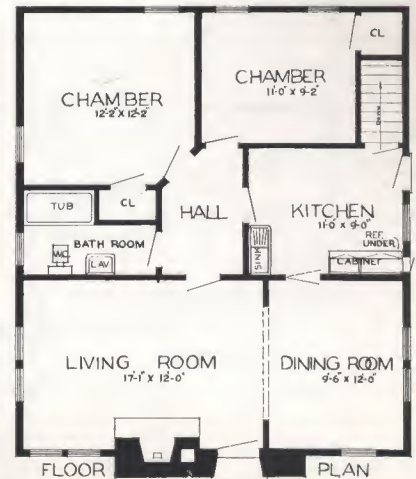 CL
CHAMBER
11'-0" X 9'-2"
CHAMBER
12'-2" X 12'-2"
DOWN
TUB
CL
HALL
KITCHEN
11'-0" X 9'-0"
REF.
UNDER
BATH ROOM
W.C.
LAV
SINK
CABINET
LIVING ROOM
17'-1" X 12'-0"
DINING ROOM
9'-6" X 12'-0"
FLOOR PLAN